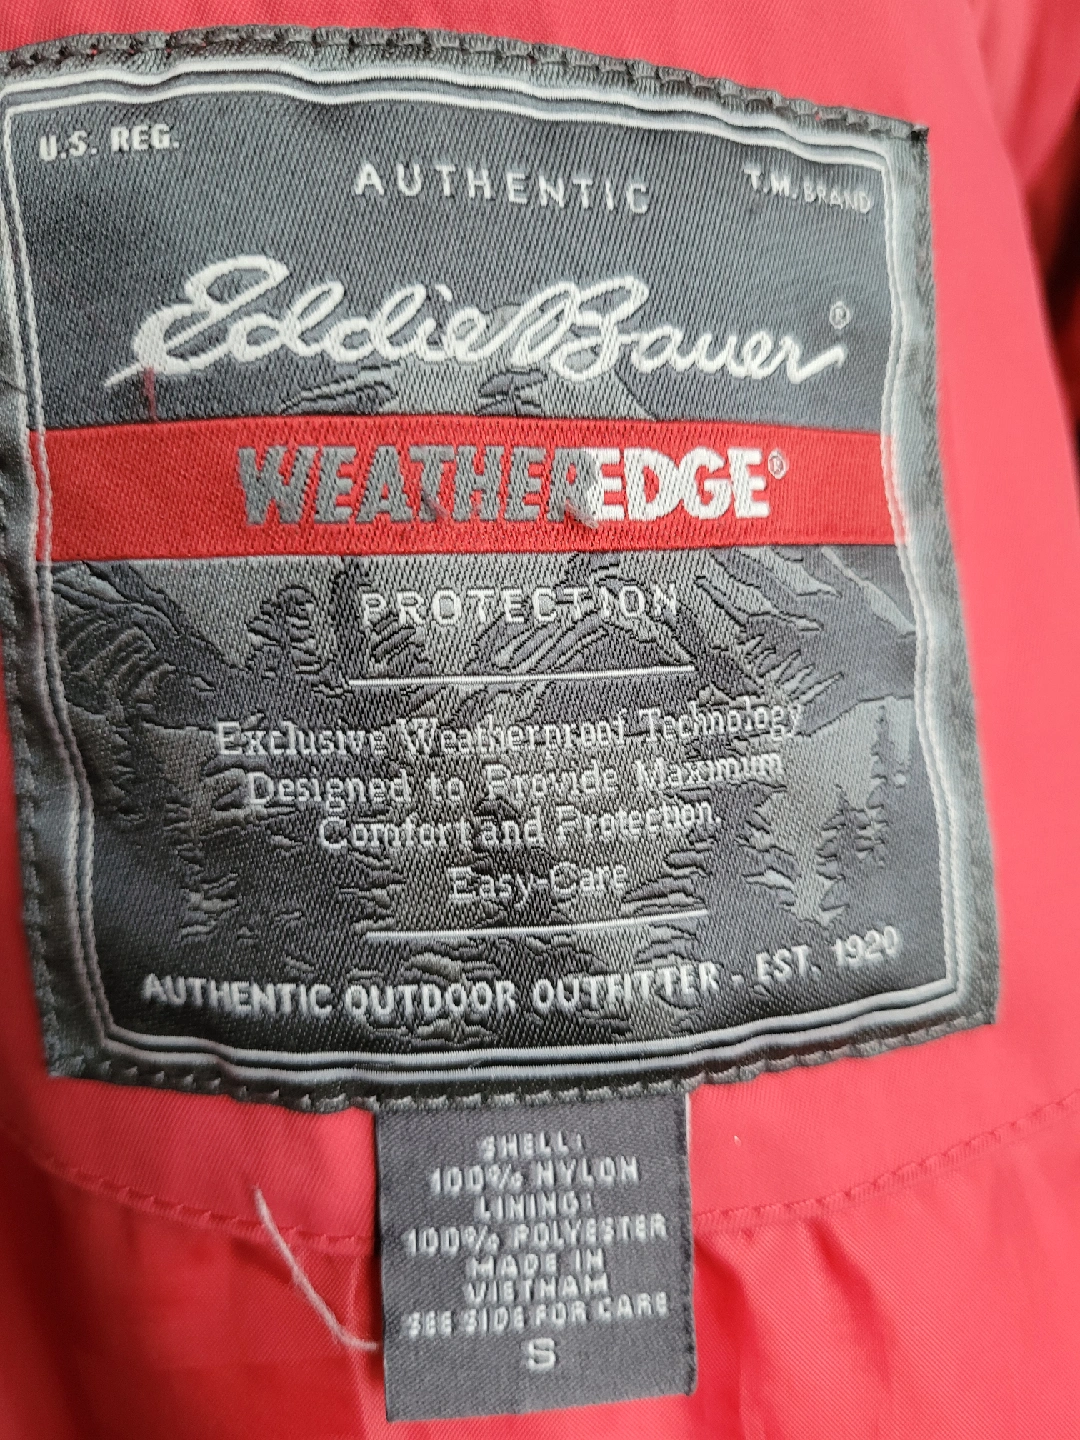 U.S. REG.
AUTHENTIC
T.M. BRAND
Eddie Bauer®
WEATHEREDGE®
PROTECTION
Exclusive Weatherproof Technology
Designed to Provide Maximum
Comfort and Protection.
Easy-Care
AUTHENTIC OUTDOOR OUTFITTER - EST. 1920
SHELL:
100% NYLON
LINING:
100% POLYESTER
MADE IN
VIETNAM
SEE SIDE FOR CARE
S